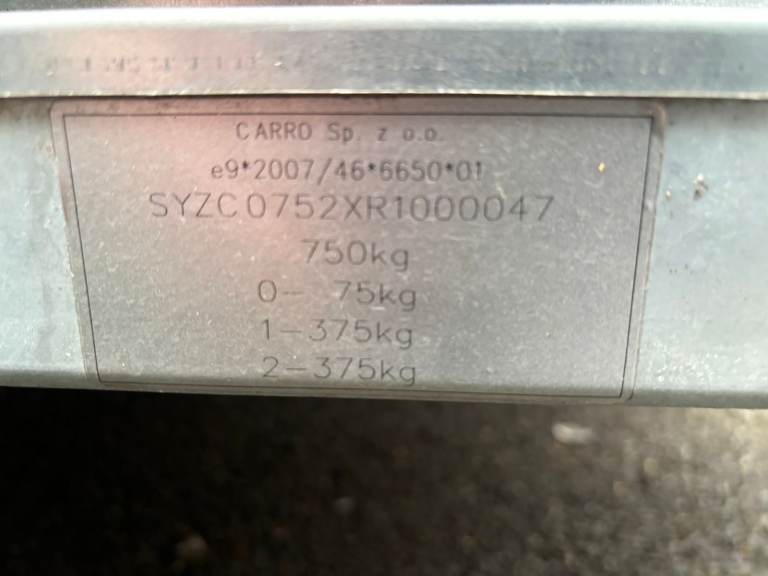 CARRO Sp. z o.o.
e9*2007/46*6650*01
SYZC0752XR1000047
750kg
0- 75kg
1-375kg
2-375kg